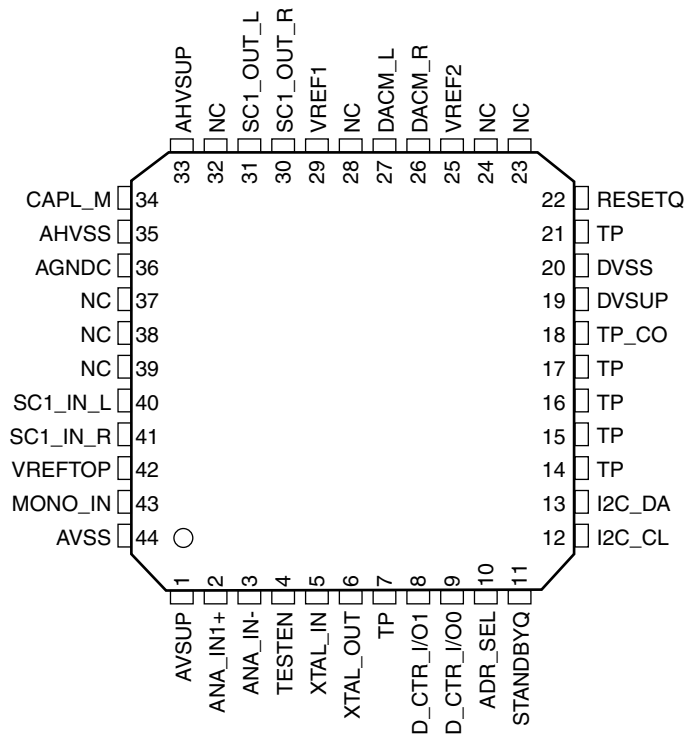 AHVSUP
NC
SC1_OUT_L
SC1_OUT_R
VREF1
NC
DACM_L
DACM_R
VREF2
NC
NC
33 32 31 30 29 28 27 26 25 24 23
CAPL_M 34
AHVSS 35
AGNDC 36
NC 37
NC 38
NC 39
SC1_IN_L 40
SC1_IN_R 41
VREFTOP 42
MONO_IN 43
AVSS 44
22 RESETQ
21 TP
20 DVSS
19 DVSUP
18 TP_CO
17 TP
16 TP
15 TP
14 TP
13 I2C_DA
12 I2C_CL
1 2 3 4 5 6 7 8 9 10 11
AVSUP
ANA_IN1+
ANA_IN-
TESTEN
XTAL_IN
XTAL_OUT
TP
D_CTR_I/O1
D_CTR_I/O0
ADR_SEL
STANDBYQ